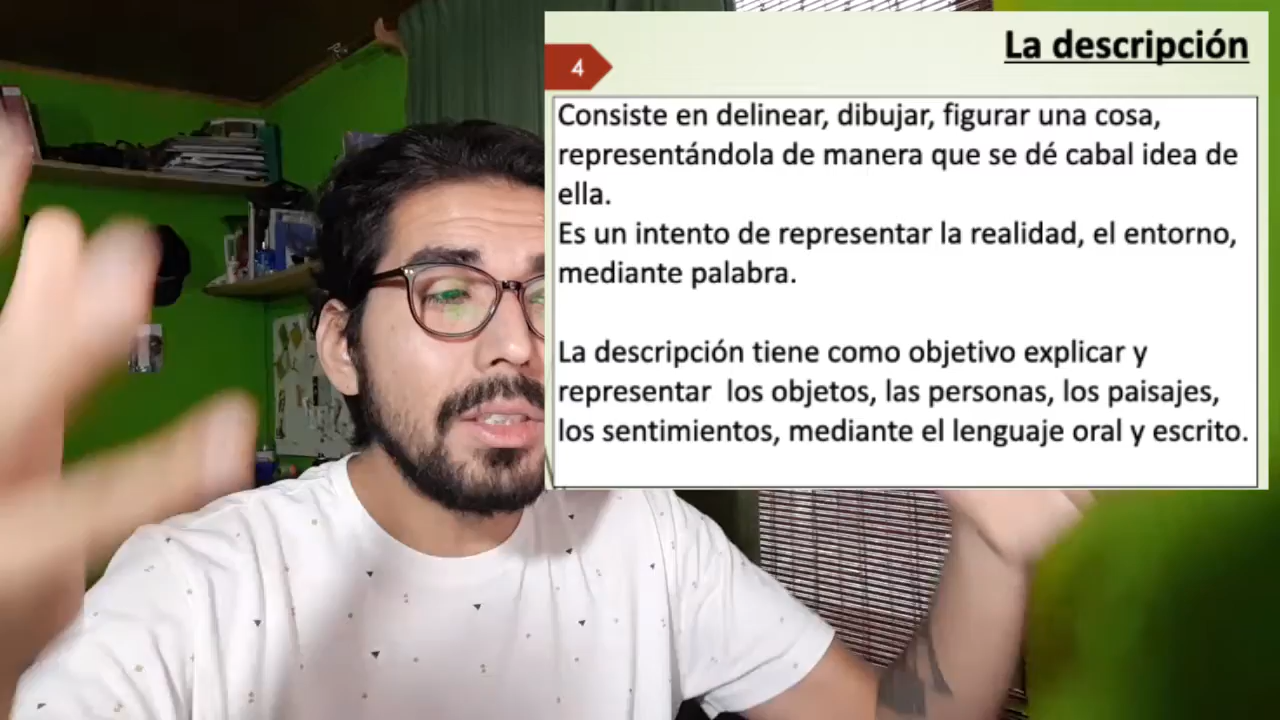 La descripción
4
Consiste en delinear, dibujar, figurar una cosa,
representándola de manera que se dé cabal idea de
ella.
Es un intento de representar la realidad, el entorno,
mediante palabra.
La descripción tiene como objetivo explicar y
representar los objetos, las personas, los paisajes,
los sentimientos, mediante el lenguaje oral y escrito.